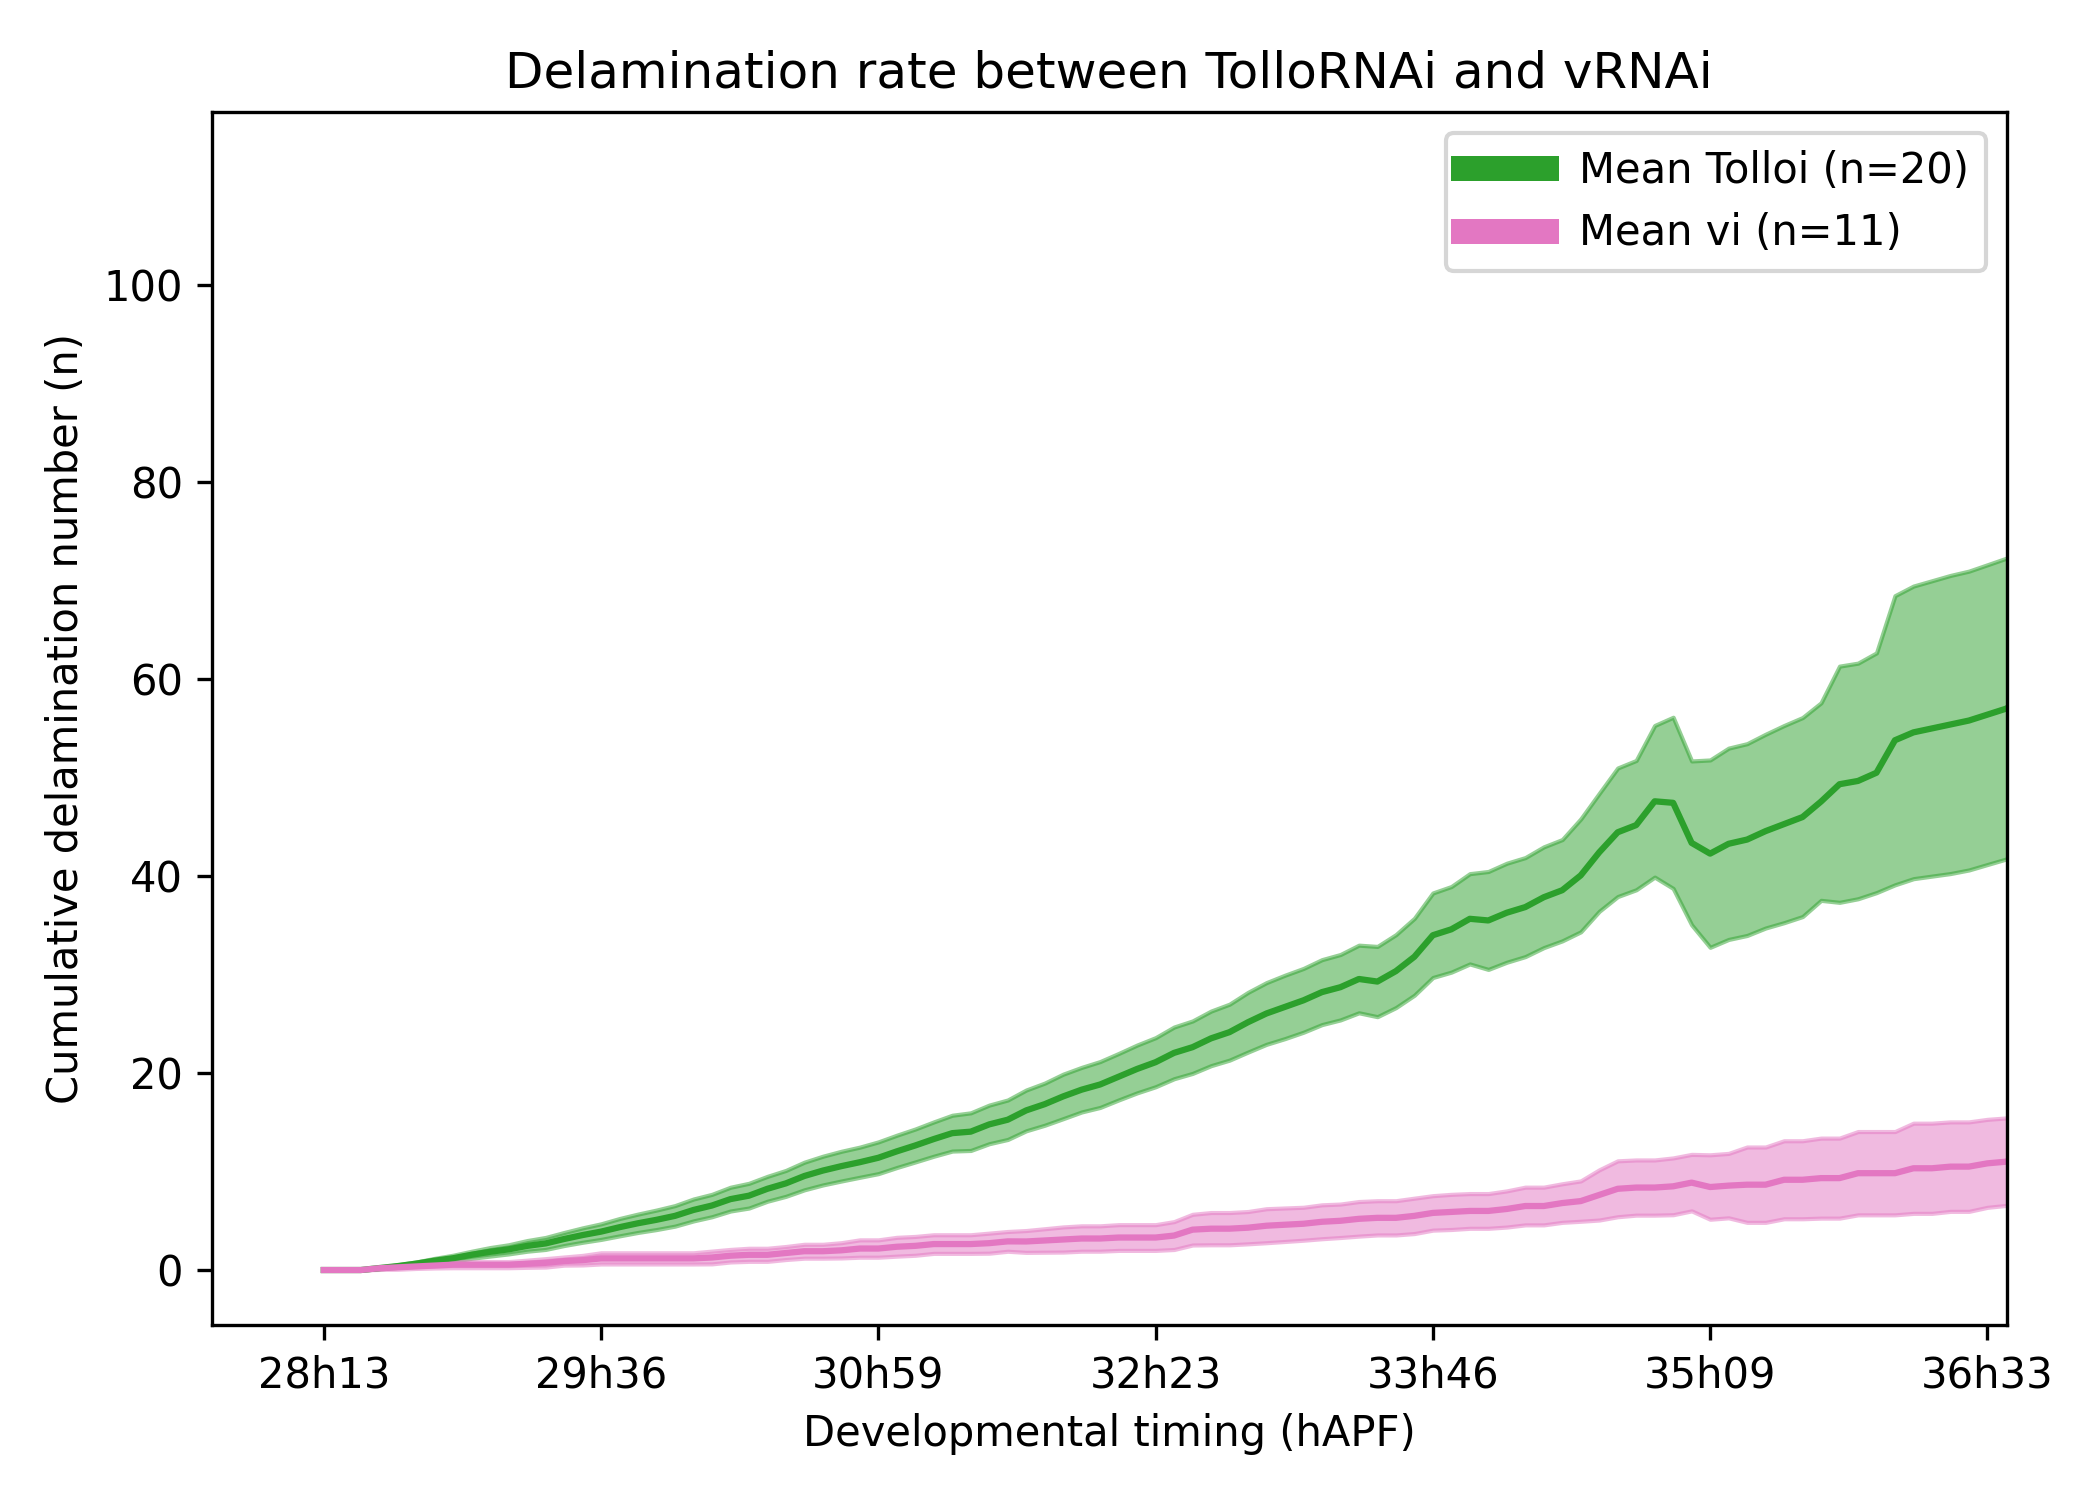 Delamination rate between TolloRNAi and vRNAi
Mean Tolloi (n=20)
Mean vi (n=11)
Cumulative delamination number (n)
100
80
60
40
20
0
28h13 29h36 30h59 32h23 33h46 35h09 36h33
Developmental timing (hAPF)